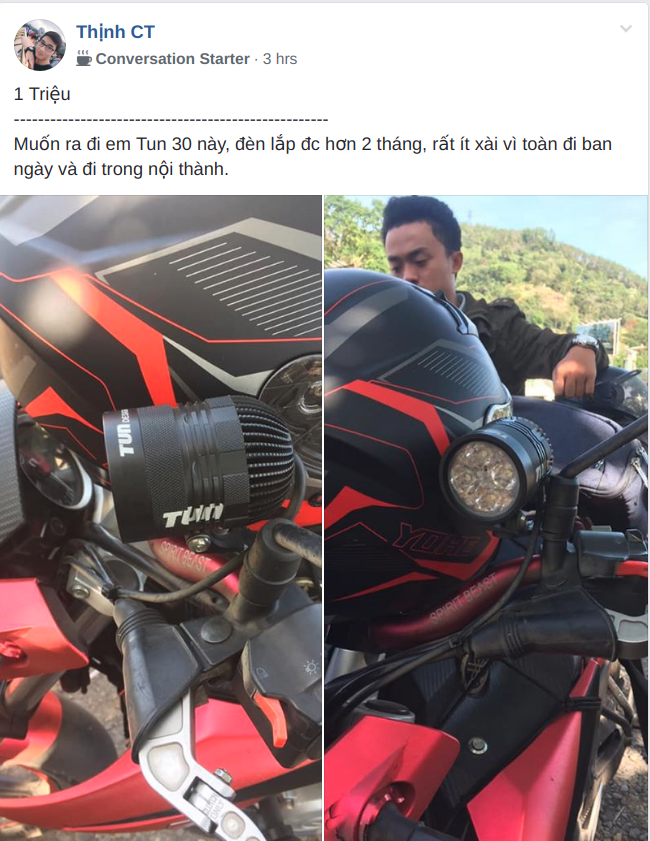 Thịnh CT
Conversation Starter · 3 hrs
1 Triệu
----------------------------------------------------
Muốn ra đi em Tun 30 này, đèn lắp đc hơn 2 tháng, rất ít xài vì toàn đi ban
ngày và đi trong nội thành.
TUN
TUN
SPIRIT BEAST
YOHE
SPIRIT BEAST